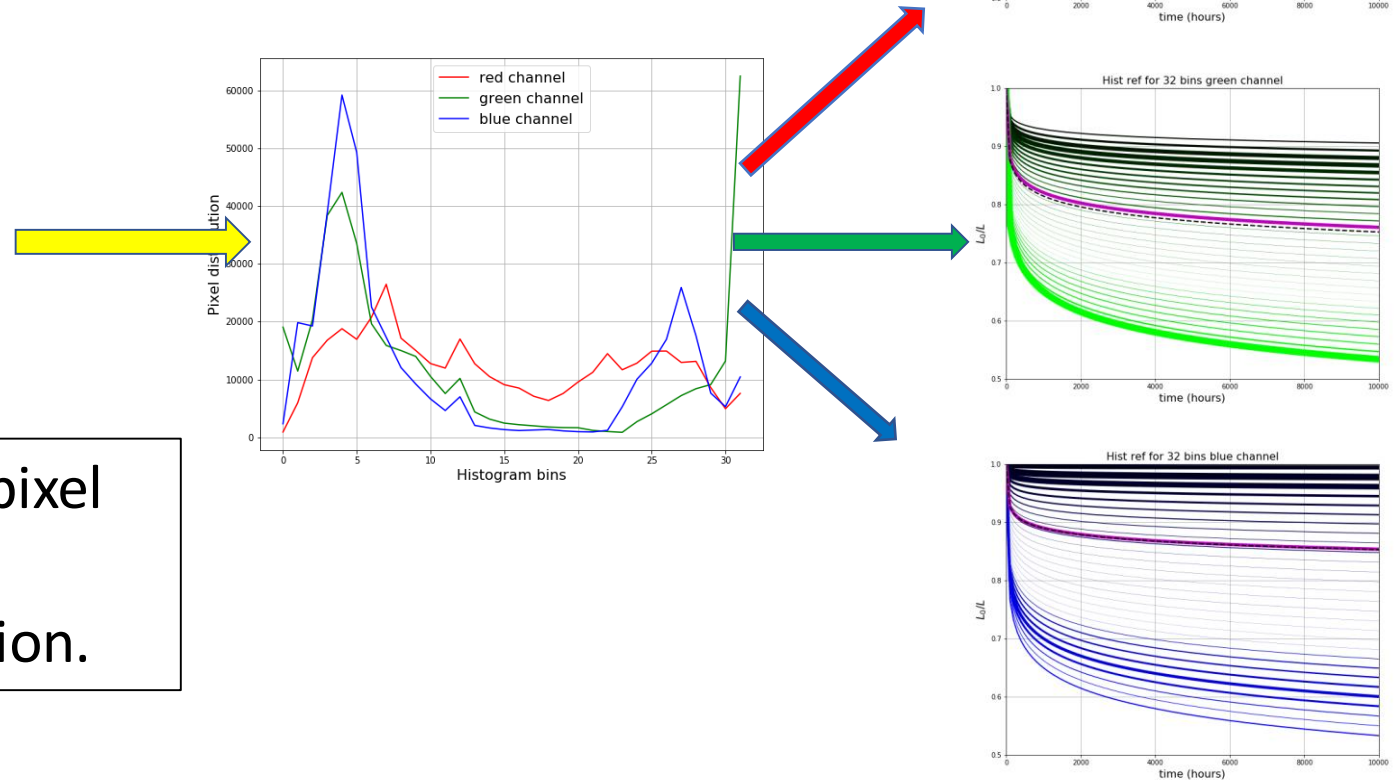 red channel
green channel
blue channel
60000
50000
40000
30000
20000
10000
0
0 5 10 15 20 25 30
Histogram bins
pixel
ion.
0 2000 4000 6000 8000 10000
time (hours)
Hist ref for 32 bins green channel
1.0
0.9
0.8
0.7
0.6
0.5
L₀/L
0 2000 4000 6000 8000 10000
time (hours)
Hist ref for 32 bins blue channel
1.0
0.9
0.8
0.7
0.6
0.5
L₀/L
0 2000 4000 6000 8000 10000
time (hours)